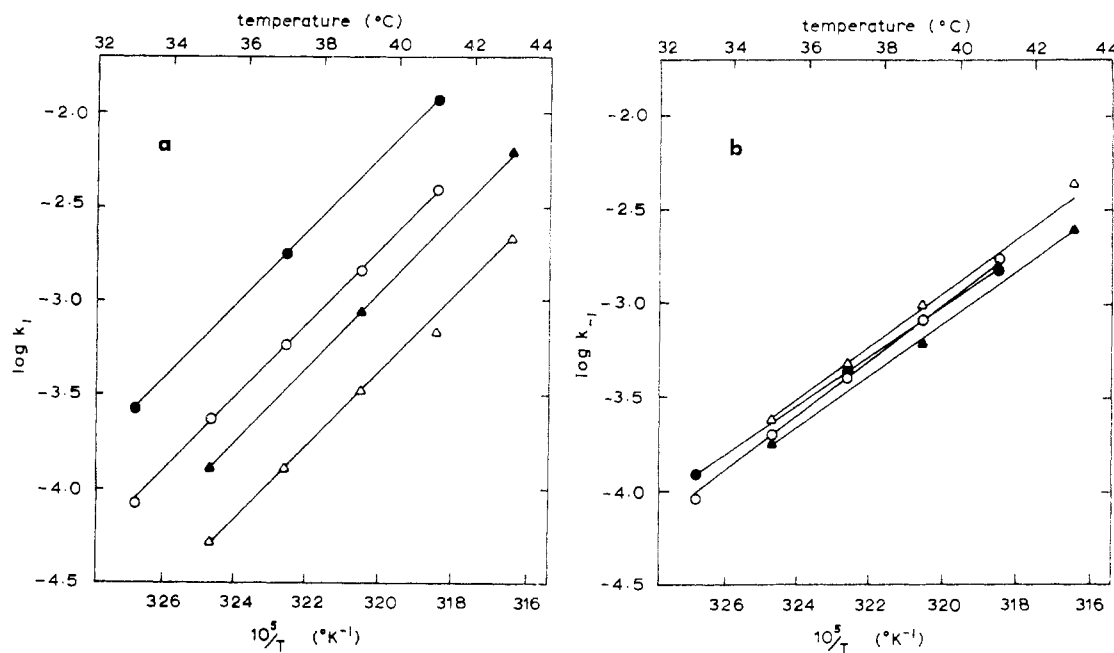 temperature (°C)
32 34 36 38 40 42 44
-2.0
-2.5
-3.0
-3.5
-4.0
-4.5
log k₁
a
326 324 322 320 318 316
10⁵/T (°K⁻¹)
temperature (°C)
32 34 36 38 40 42 44
-2.0
-2.5
-3.0
-3.5
-4.0
-4.5
log k₋₁
b
326 324 322 320 318 316
10⁵/T (°K⁻¹)